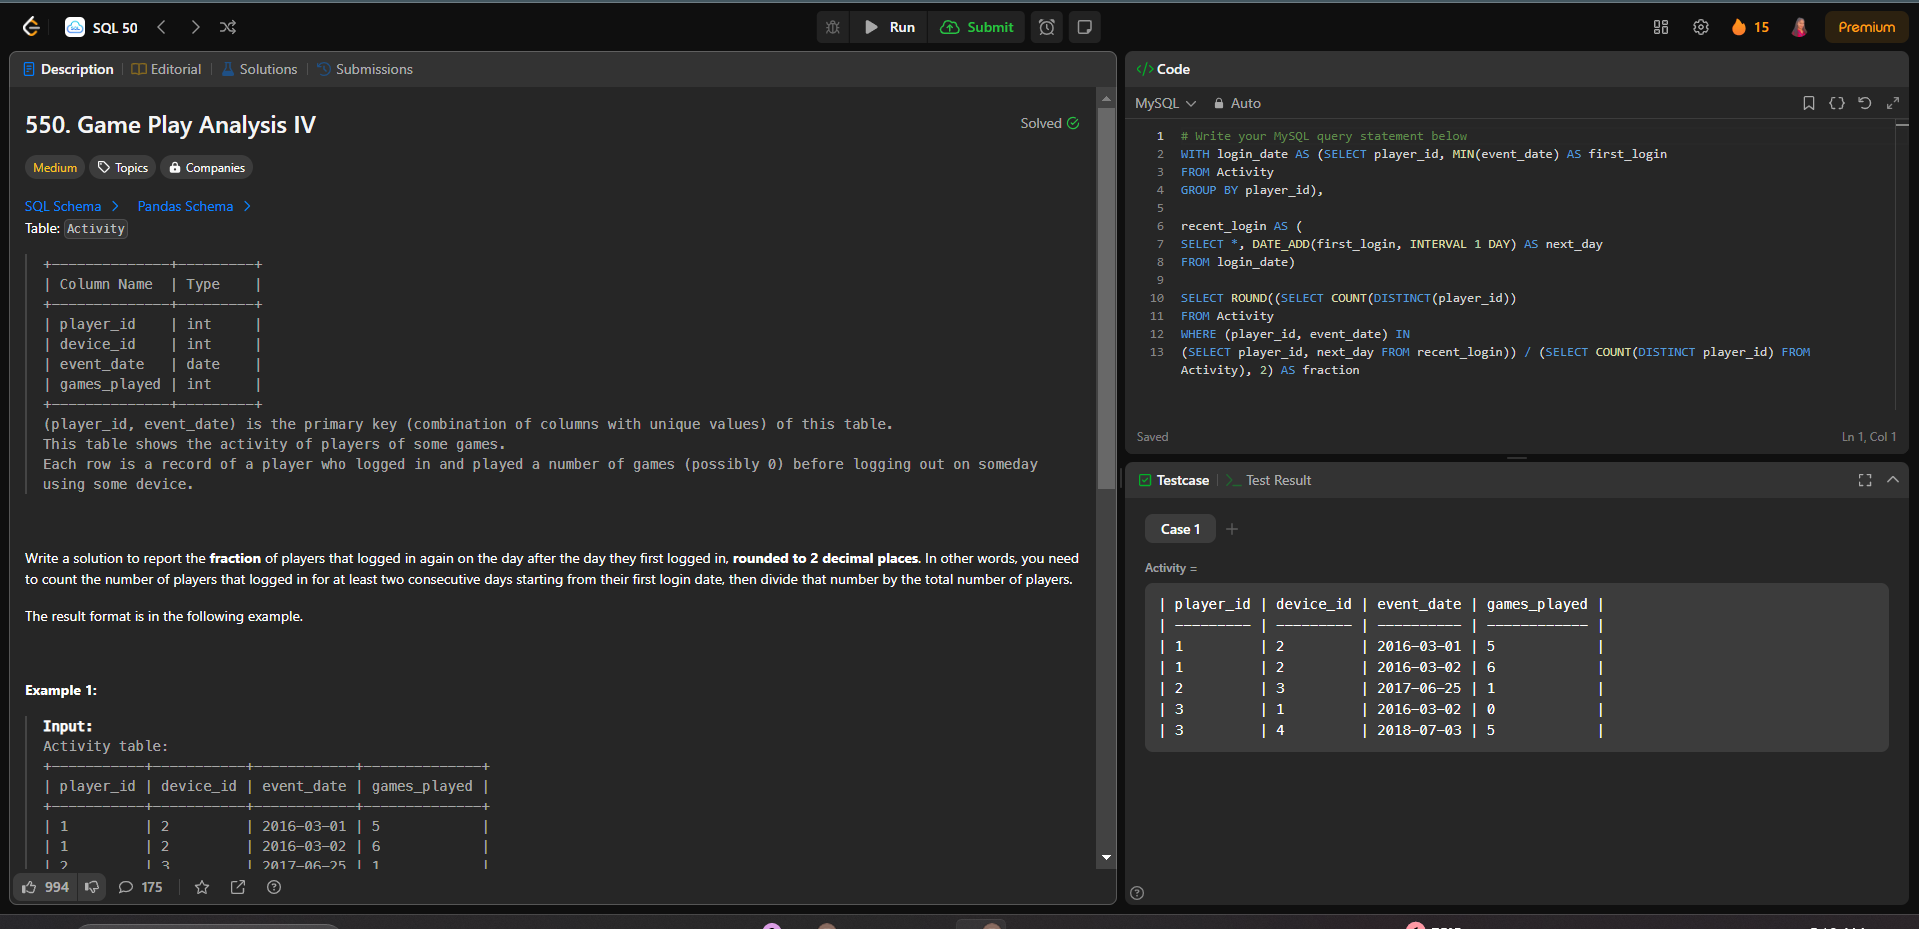 SQL 50
Run
Submit
15
Premium
Description
Editorial
Solutions
Submissions
550. Game Play Analysis IV
Solved
Medium
Topics
Companies
SQL Schema
Pandas Schema
Table: Activity
+--------------+---------+
| Column Name  | Type    |
+--------------+---------+
| player_id    | int     |
| device_id    | int     |
| event_date   | date    |
| games_played | int     |
+--------------+---------+
(player_id, event_date) is the primary key (combination of columns with unique values) of this table.
This table shows the activity of players of some games.
Each row is a record of a player who logged in and played a number of games (possibly 0) before logging out on someday
using some device.
Write a solution to report the fraction of players that logged in again on the day after the day they first logged in, rounded to 2 decimal places. In other words, you need
to count the number of players that logged in for at least two consecutive days starting from their first login date, then divide that number by the total number of players.
The result format is in the following example.
Example 1:
Input:
Activity table:
+-----------+-----------+------------+--------------+
| player_id | device_id | event_date | games_played |
+-----------+-----------+------------+--------------+
| 1         | 2         | 2016-03-01 | 5            |
| 1         | 2         | 2016-03-02 | 6            |
| 2         | 3         | 2017-06-25 | 1            |
994
175
Code
MySQL
Auto
1 # Write your MySQL query statement below
2 WITH login_date AS (SELECT player_id, MIN(event_date) AS first_login
3 FROM Activity
4 GROUP BY player_id),
5
6 recent_login AS (
7 SELECT *, DATE_ADD(first_login, INTERVAL 1 DAY) AS next_day
8 FROM login_date)
9
10 SELECT ROUND((SELECT COUNT(DISTINCT(player_id))
11 FROM Activity
12 WHERE (player_id, event_date) IN
13 (SELECT player_id, next_day FROM recent_login)) / (SELECT COUNT(DISTINCT player_id) FROM
Activity), 2) AS fraction
Saved
Ln 1, Col 1
Testcase
Test Result
Case 1
Activity =
| player_id | device_id | event_date | games_played |
| --------- | --------- | ---------- | ------------ |
| 1         | 2         | 2016-03-01 | 5            |
| 1         | 2         | 2016-03-02 | 6            |
| 2         | 3         | 2017-06-25 | 1            |
| 3         | 1         | 2016-03-02 | 0            |
| 3         | 4         | 2018-07-03 | 5            |